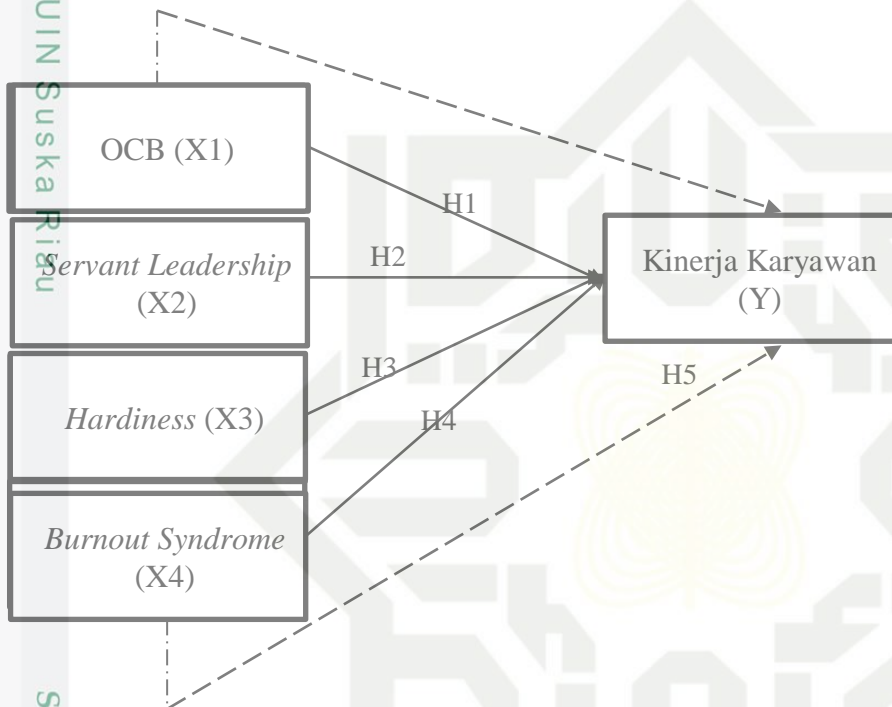 UIN Suska Riau
OCB (X1)
H1
Servant Leadership
(X2)
H2
Kinerja Karyawan
(Y)
Hardiness (X3)
H3
H5
H4
Burnout Syndrome
(X4)
S